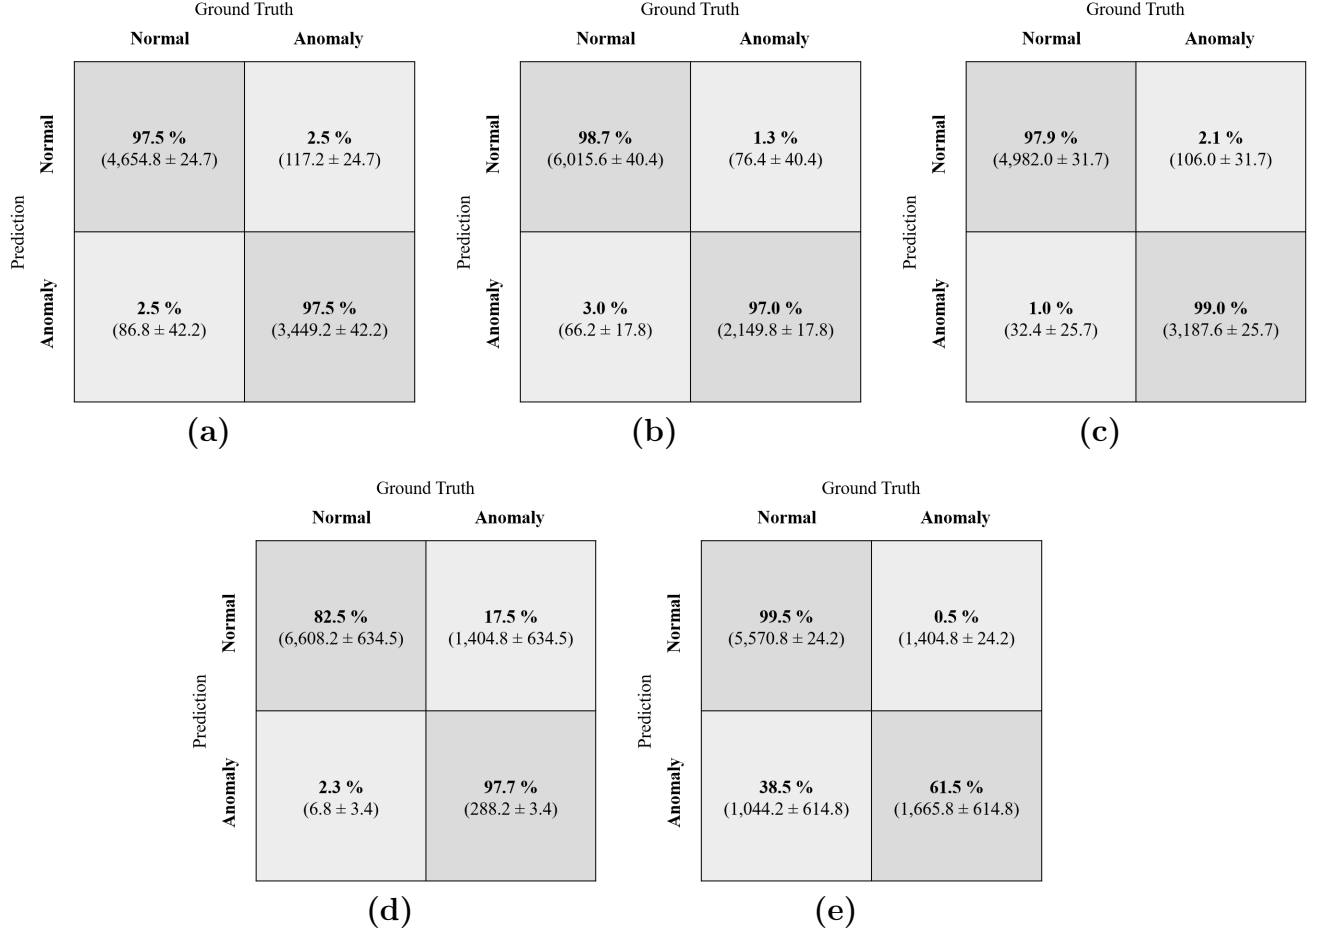 Ground Truth
Normal Anomaly
Prediction
Normal
97.5 %
(4,654.8 ± 24.7)
2.5 %
(117.2 ± 24.7)
Anomaly
2.5 %
(86.8 ± 42.2)
97.5 %
(3,449.2 ± 42.2)
(a)
Ground Truth
Normal Anomaly
Prediction
Normal
98.7 %
(6,015.6 ± 40.4)
1.3 %
(76.4 ± 40.4)
Anomaly
3.0 %
(66.2 ± 17.8)
97.0 %
(2,149.8 ± 17.8)
(b)
Ground Truth
Normal Anomaly
Prediction
Normal
97.9 %
(4,982.0 ± 31.7)
2.1 %
(106.0 ± 31.7)
Anomaly
1.0 %
(32.4 ± 25.7)
99.0 %
(3,187.6 ± 25.7)
(c)
Ground Truth
Normal Anomaly
Prediction
Normal
82.5 %
(6,608.2 ± 634.5)
17.5 %
(1,404.8 ± 634.5)
Anomaly
2.3 %
(6.8 ± 3.4)
97.7 %
(288.2 ± 3.4)
(d)
Ground Truth
Normal Anomaly
Prediction
Normal
99.5 %
(5,570.8 ± 24.2)
0.5 %
(1,404.8 ± 24.2)
Anomaly
38.5 %
(1,044.2 ± 614.8)
61.5 %
(1,665.8 ± 614.8)
(e)